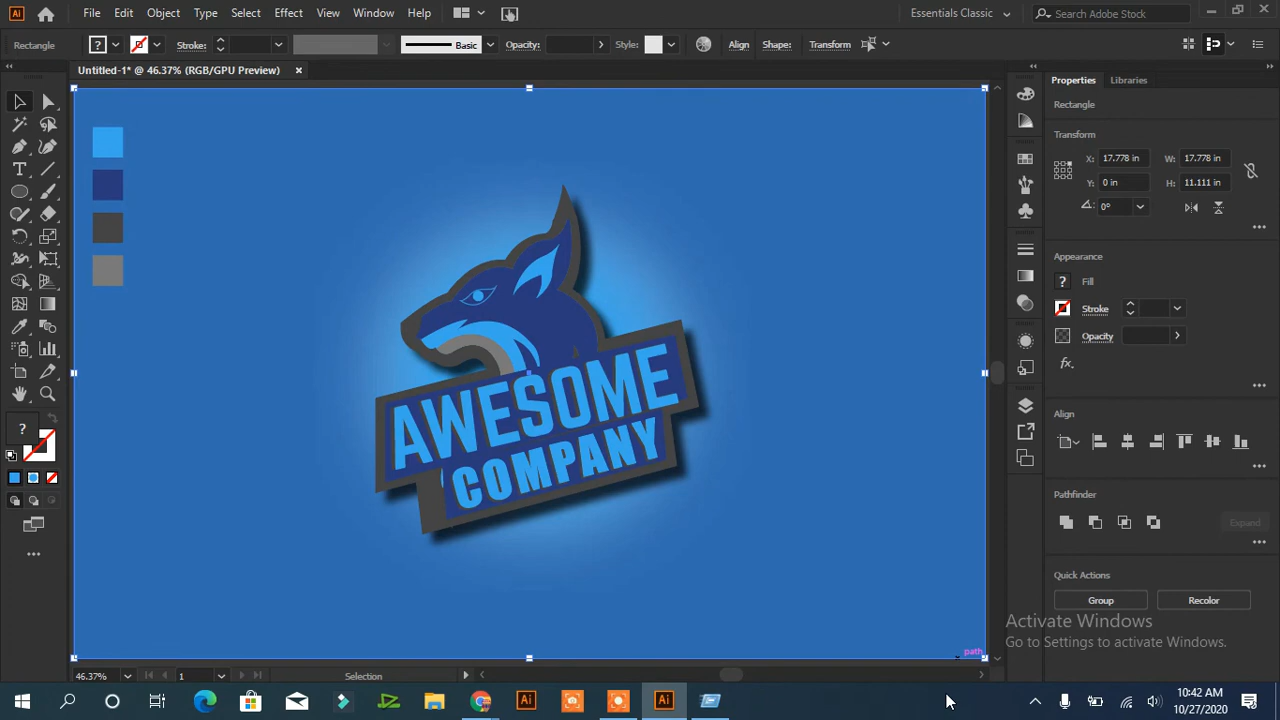 Ai
File Edit Object Type Select Effect View Window Help
Essentials Classic
Search Adobe Stock
Rectangle
?
Stroke:
Basic
Opacity:
Style:
Align
Shape:
Transform
Untitled-1* @ 46.37% (RGB/GPU Preview)
Properties Libraries
Rectangle
Transform
X: 17.778 in W: 17.778 in
Y: 0 in H: 11.111 in
0°
Appearance
? Fill
Stroke
Opacity
fx.
Align
Pathfinder
Expand
Quick Actions
Group Recolor
Activate Windows
Go to Settings to activate Windows.
AWESOME
COMPANY
?
path
46.37% 1 Selection
Ai Ai
10:42 AM
10/27/2020